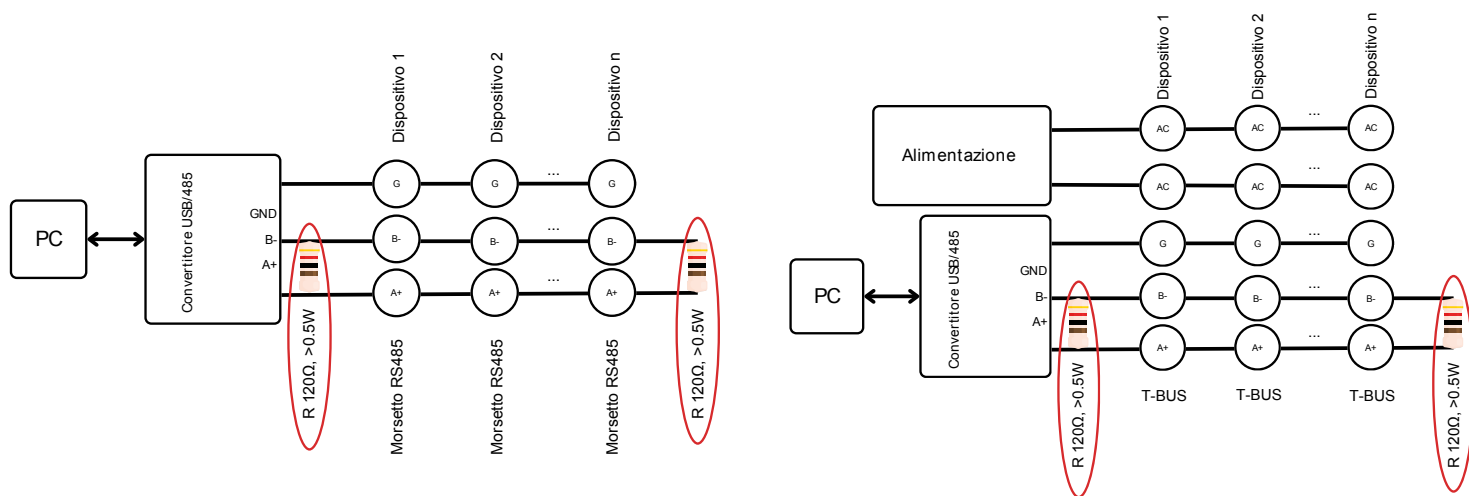 Dispositivo 1
Dispositivo 2
...
Dispositivo n
PC
Convertitore USB/485
GND
B-
A+
G
G
...
G
B-
B-
...
B-
A+
A+
...
A+
R 120Ω, >0.5W
Morsetto RS485
Morsetto RS485
Morsetto RS485
R 120Ω, >0.5W
Dispositivo 1
Dispositivo 2
...
Dispositivo n
Alimentazione
AC
AC
...
AC
AC
AC
...
AC
PC
Convertitore USB/485
GND
B-
A+
G
G
...
G
B-
B-
...
B-
A+
A+
...
A+
R 120Ω, >0.5W
T-BUS
T-BUS
T-BUS
R 120Ω, >0.5W